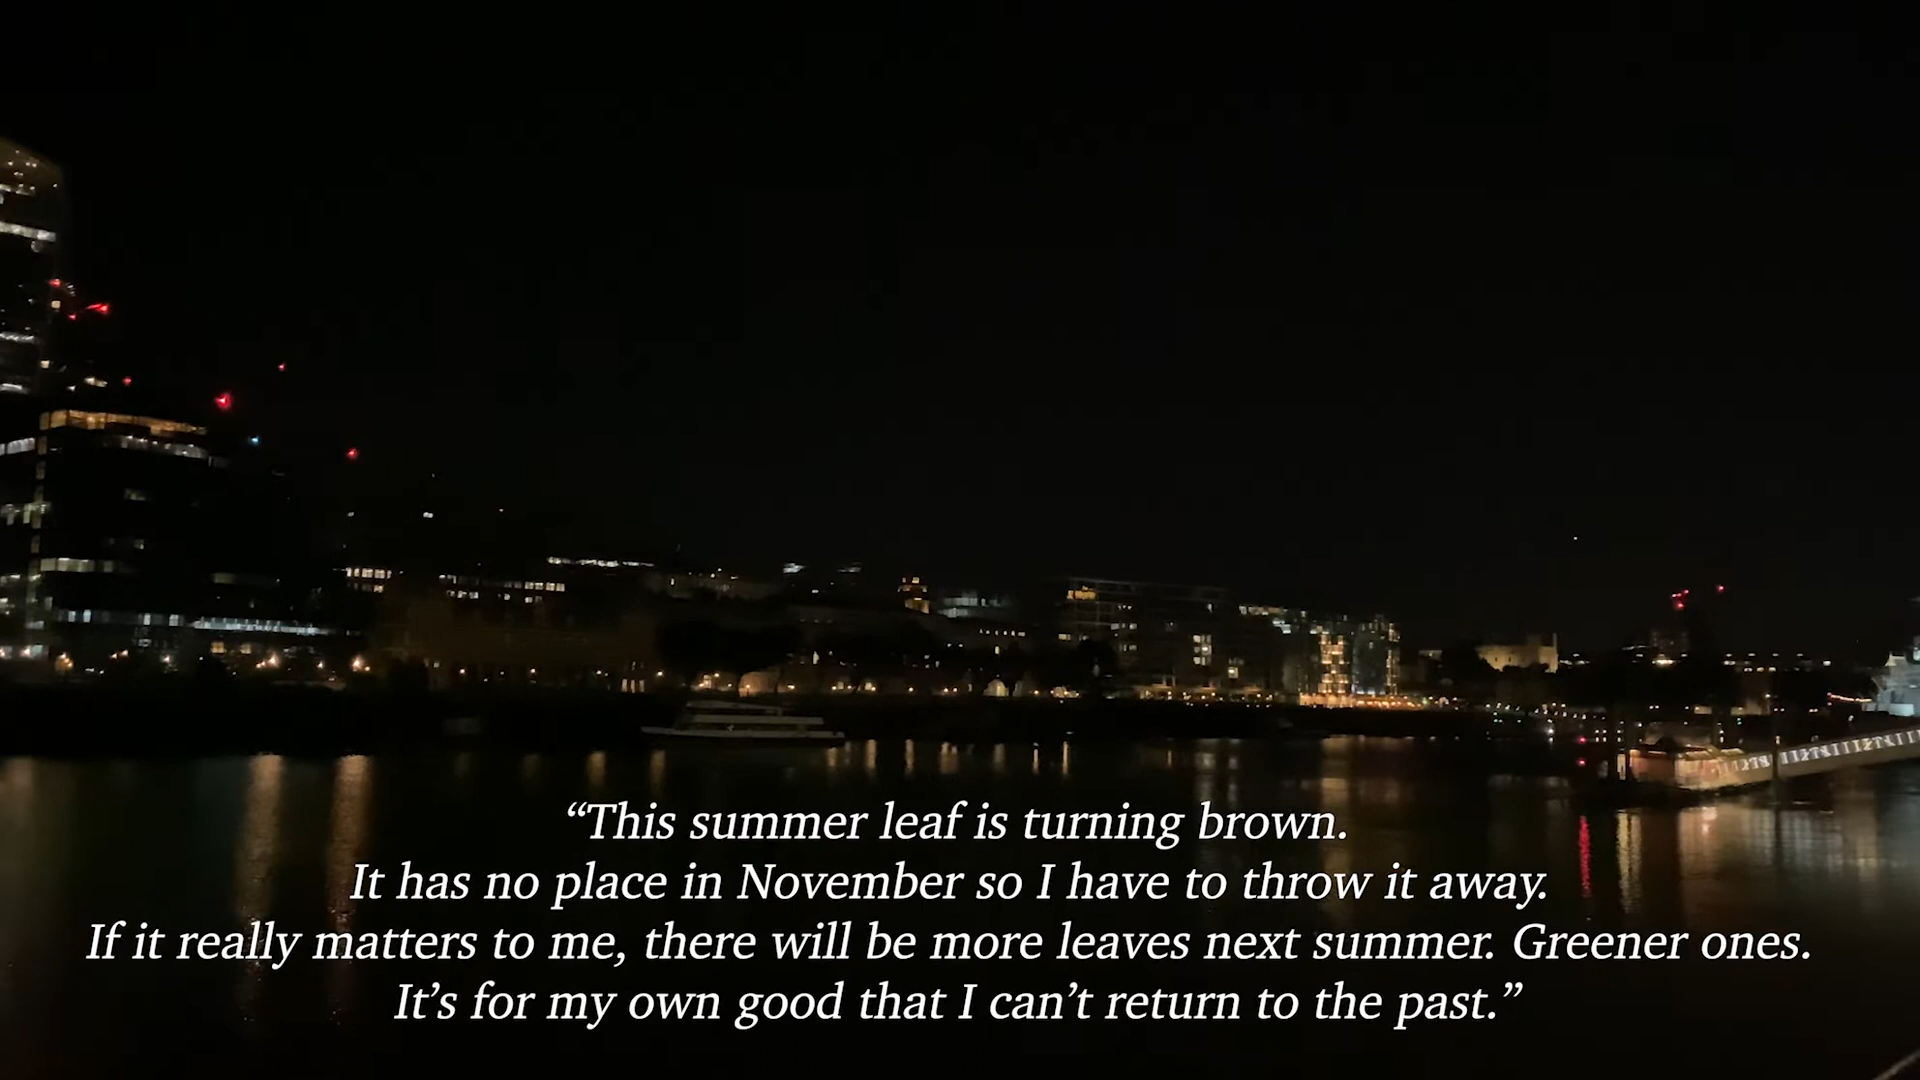 “This summer leaf is turning brown.
It has no place in November so I have to throw it away.
If it really matters to me, there will be more leaves next summer. Greener ones.
It’s for my own good that I can’t return to the past.”